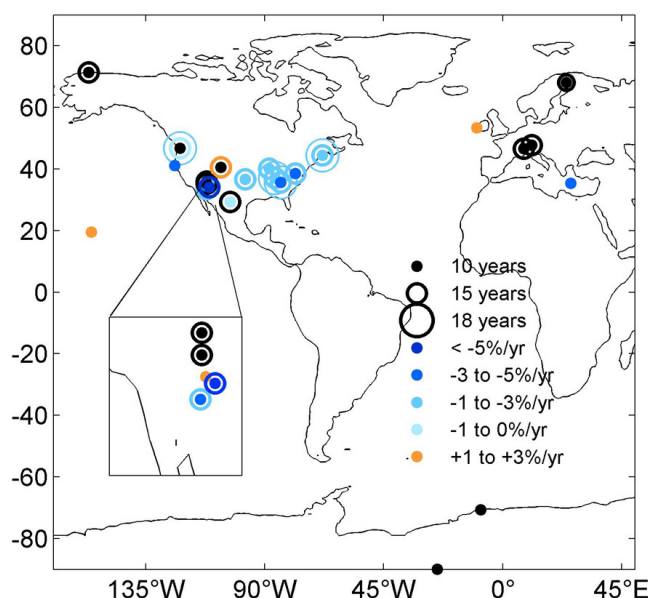 80
60
40
20
0
-20
-40
-60
-80
10 years
15 years
18 years
< -5%/yr
-3 to -5%/yr
-1 to -3%/yr
-1 to 0%/yr
+1 to +3%/yr
135°W 90°W 45°W 0° 45°E